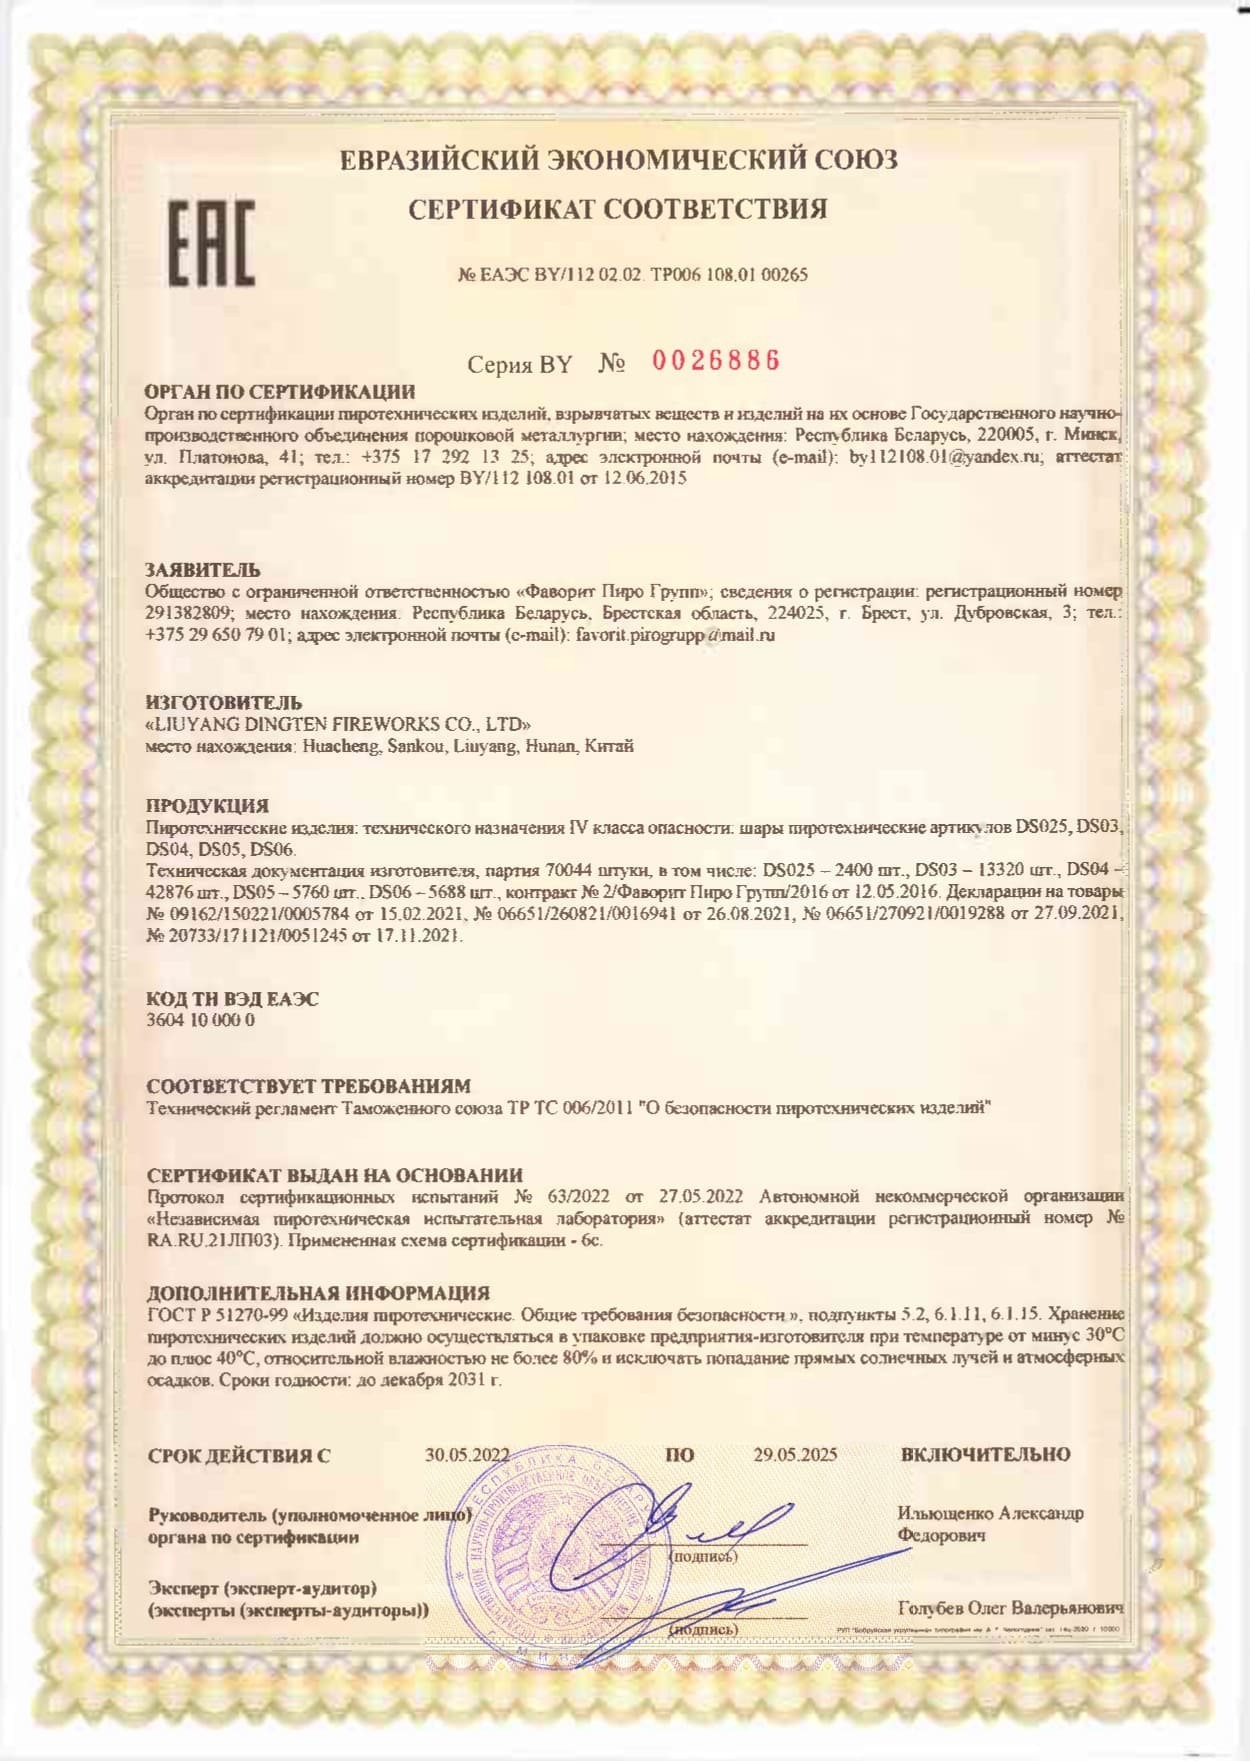 ЕВРАЗИЙСКИЙ ЭКОНОМИЧЕСКИЙ СОЮЗ
ЕАС
СЕРТИФИКАТ СООТВЕТСТВИЯ
№ ЕАЭС BY/112 02.02. ТР006 108.01 00265
Серия BY № 0026886
ОРГАН ПО СЕРТИФИКАЦИИ
Орган по сертификации пиротехнических изделий, взрывчатых веществ и изделий на их основе Государственного научно-
производственного объединения порошковой металлургии; место нахождения: Республика Беларусь, 220005, г. Минск,
ул. Платонова, 41; тел.: +375 17 292 13 25; адрес электронной почты (e-mail): by112108.01@yandex.ru; аттестат
аккредитации регистрационный номер BY/112 108.01 от 12.06.2015
ЗАЯВИТЕЛЬ
Общество с ограниченной ответственностью «Фаворит Пиро Групп»; сведения о регистрации: регистрационный номер
291382809; место нахождения: Республика Беларусь, Брестская область, 224025, г. Брест, ул. Дубровская, 3; тел.:
+375 29 650 79 01; адрес электронной почты (e-mail): favorit.pirogrupp@mail.ru
ИЗГОТОВИТЕЛЬ
«LIUYANG DINGTEN FIREWORKS CO., LTD»
место нахождения: Huacheng, Sankou, Liuyang, Hunan, Китай
ПРОДУКЦИЯ
Пиротехнические изделия: технического назначения IV класса опасности: шары пиротехнические артикулов DS025, DS03,
DS04, DS05, DS06.
Техническая документация изготовителя, партия 70044 штуки, в том числе: DS025 – 2400 шт., DS03 – 13320 шт., DS04 –
42876 шт., DS05 – 5760 шт., DS06 – 5688 шт., контракт № 2/Фаворит Пиро Групп/2016 от 12.05.2016. Декларации на товары
№ 09162/150221/0005784 от 15.02.2021, № 06651/260821/0016941 от 26.08.2021, № 06651/270921/0019288 от 27.09.2021,
№ 20733/171121/0051245 от 17.11.2021.
КОД ТН ВЭД ЕАЭС
3604 10 000 0
СООТВЕТСТВУЕТ ТРЕБОВАНИЯМ
Технический регламент Таможенного союза ТР ТС 006/2011 "О безопасности пиротехнических изделий"
СЕРТИФИКАТ ВЫДАН НА ОСНОВАНИИ
Протокол сертификационных испытаний № 63/2022 от 27.05.2022 Автономной некоммерческой организации
«Независимая пиротехническая испытательная лаборатория» (аттестат аккредитации регистрационный номер №
RA.RU.21ЛП03). Примененная схема сертификации - 6с.
ДОПОЛНИТЕЛЬНАЯ ИНФОРМАЦИЯ
ГОСТ Р 51270-99 «Изделия пиротехнические. Общие требования безопасности », подпункты 5.2, 6.1.11, 6.1.15. Хранение
пиротехнических изделий должно осуществляться в упаковке предприятия-изготовителя при температуре от минус 30°С
до плюс 40°С, относительной влажностью не более 80% и исключать попадание прямых солнечных лучей и атмосферных
осадков. Сроки годности: до декабря 2031 г.
СРОК ДЕЙСТВИЯ С 30.05.2022 ПО 29.05.2025 ВКЛЮЧИТЕЛЬНО
Руководитель (уполномоченное лицо) Ильющенко Александр
органа по сертификации Федорович
(подпись)
Эксперт (эксперт-аудитор)
(эксперты (эксперты-аудиторы)) Голубев Олег Валерьянович
(подпись)
РЕСПУБЛИКА БЕЛАРУСЬ
г. МИНСК